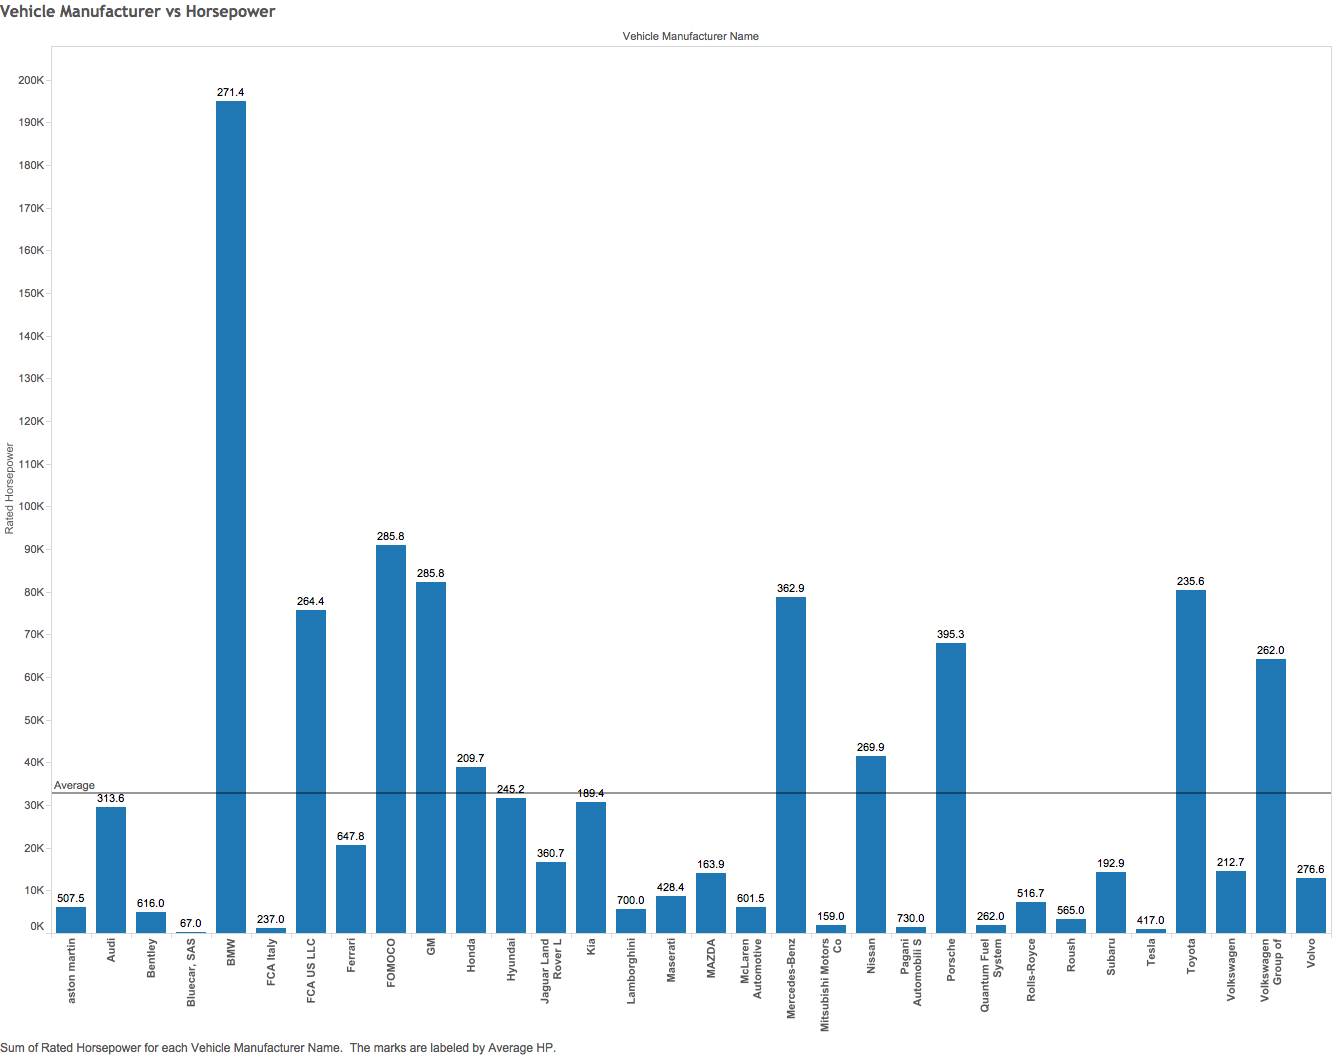 Vehicle Manufacturer vs Horsepower
Vehicle Manufacturer Name
Rated Horsepower
200K
190K
180K
170K
160K
150K
140K
130K
120K
110K
100K
90K
80K
70K
60K
50K
40K
30K
20K
10K
0K
Average
507.5
313.6
616.0
67.0
271.4
237.0
264.4
647.8
285.8
285.8
209.7
245.2
360.7
189.4
700.0
428.4
163.9
601.5
362.9
159.0
269.9
730.0
395.3
262.0
516.7
565.0
192.9
417.0
235.6
212.7
262.0
276.6
aston martin
Audi
Bentley
Bluecar, SAS
BMW
FCA Italy
FCA US LLC
Ferrari
FOMOCO
GM
Honda
Hyundai
Jaguar Land
Rover L
Kia
Lamborghini
Maserati
MAZDA
McLaren
Automotive
Mercedes-Benz
Mitsubishi Motors
Co
Nissan
Pagani
Automobili S
Porsche
Quantum Fuel
System
Rolls-Royce
Roush
Subaru
Tesla
Toyota
Volkswagen
Volkswagen
Group of
Volvo
Sum of Rated Horsepower for each Vehicle Manufacturer Name.  The marks are labeled by Average HP.